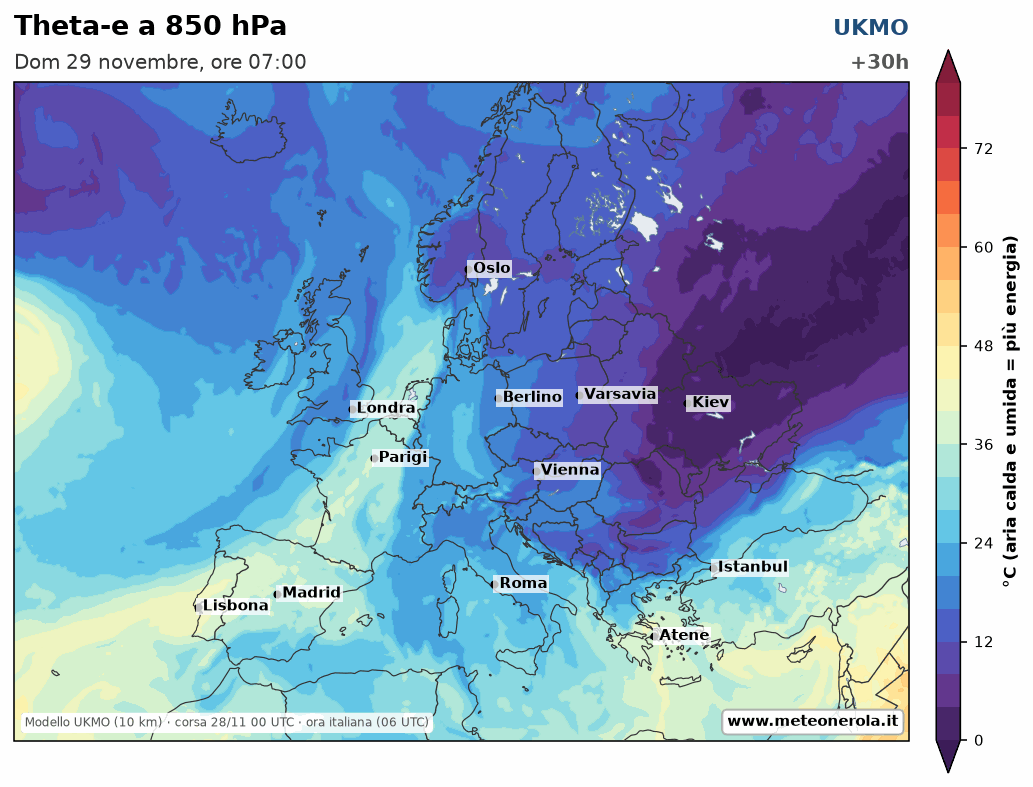 Theta-e a 850 hPa
UKMO
Dom 29 novembre, ore 07:00
+30h
72
60
48
36
24
12
0
°C (aria calda e umida = più energia)
Oslo
Berlino
Varsavia
Kiev
Londra
Parigi
Vienna
Istanbul
Roma
Madrid
Lisbona
Atene
Modello UKMO (10 km) · corsa 28/11 00 UTC · ora italiana (06 UTC)
www.meteonerola.it